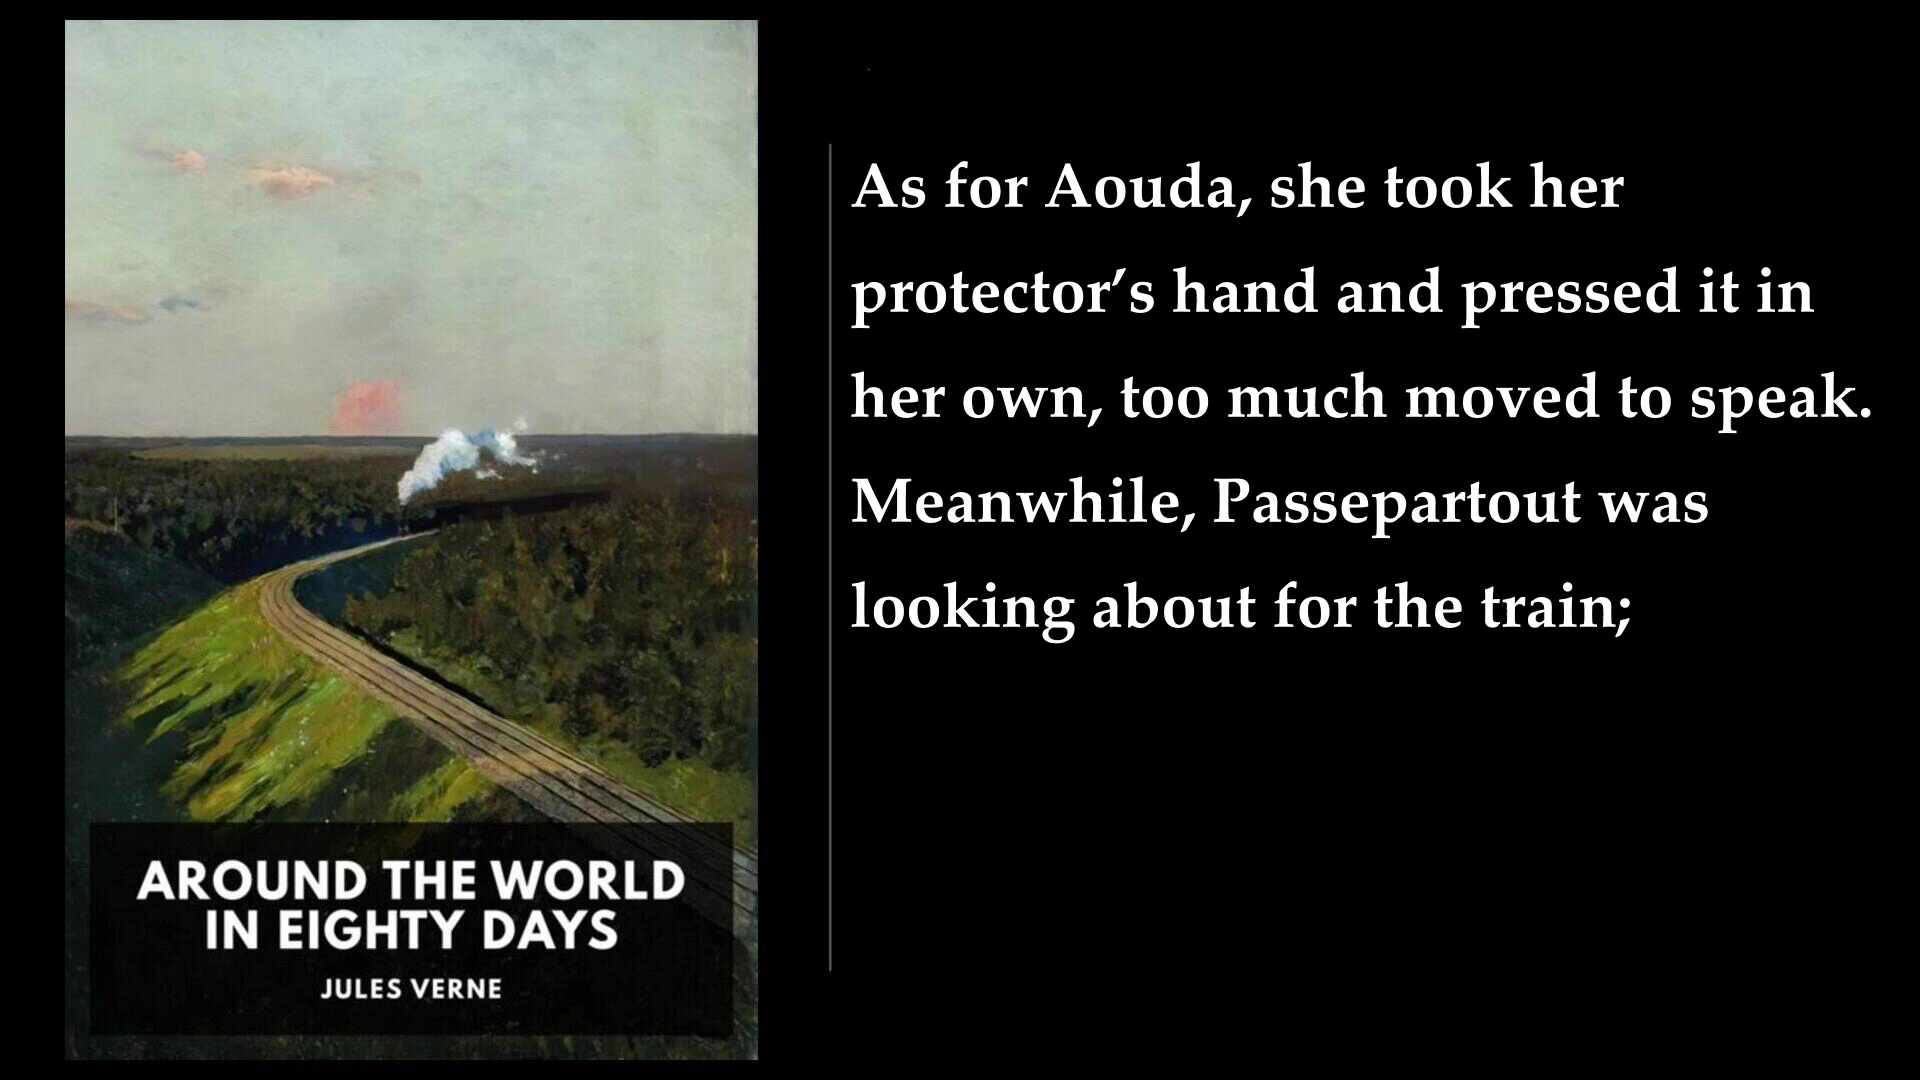 AROUND THE WORLD
IN EIGHTY DAYS
JULES VERNE
As for Aouda, she took her
protector’s hand and pressed it in
her own, too much moved to speak.
Meanwhile, Passepartout was
looking about for the train;